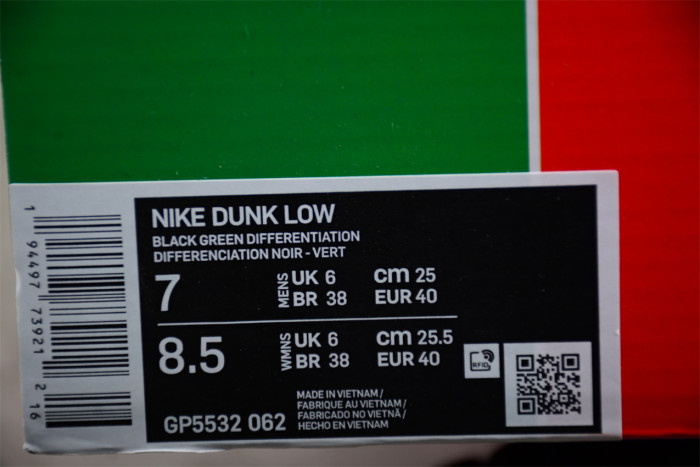 NIKE DUNK LOW
BLACK GREEN DIFFERENTIATION
DIFFERENCIATION NOIR - VERT
7 MENS UK 6 cm 25
BR 38 EUR 40
8.5 WMNS UK 6 cm 25.5
BR 38 EUR 40
RFID
MADE IN VIETNAM /
FABRIQUE AU VIETNAM /
FABRICADO NO VIETNÃ /
HECHO EN VIETNAM
GP5532 062
1 94497 73921 2 16